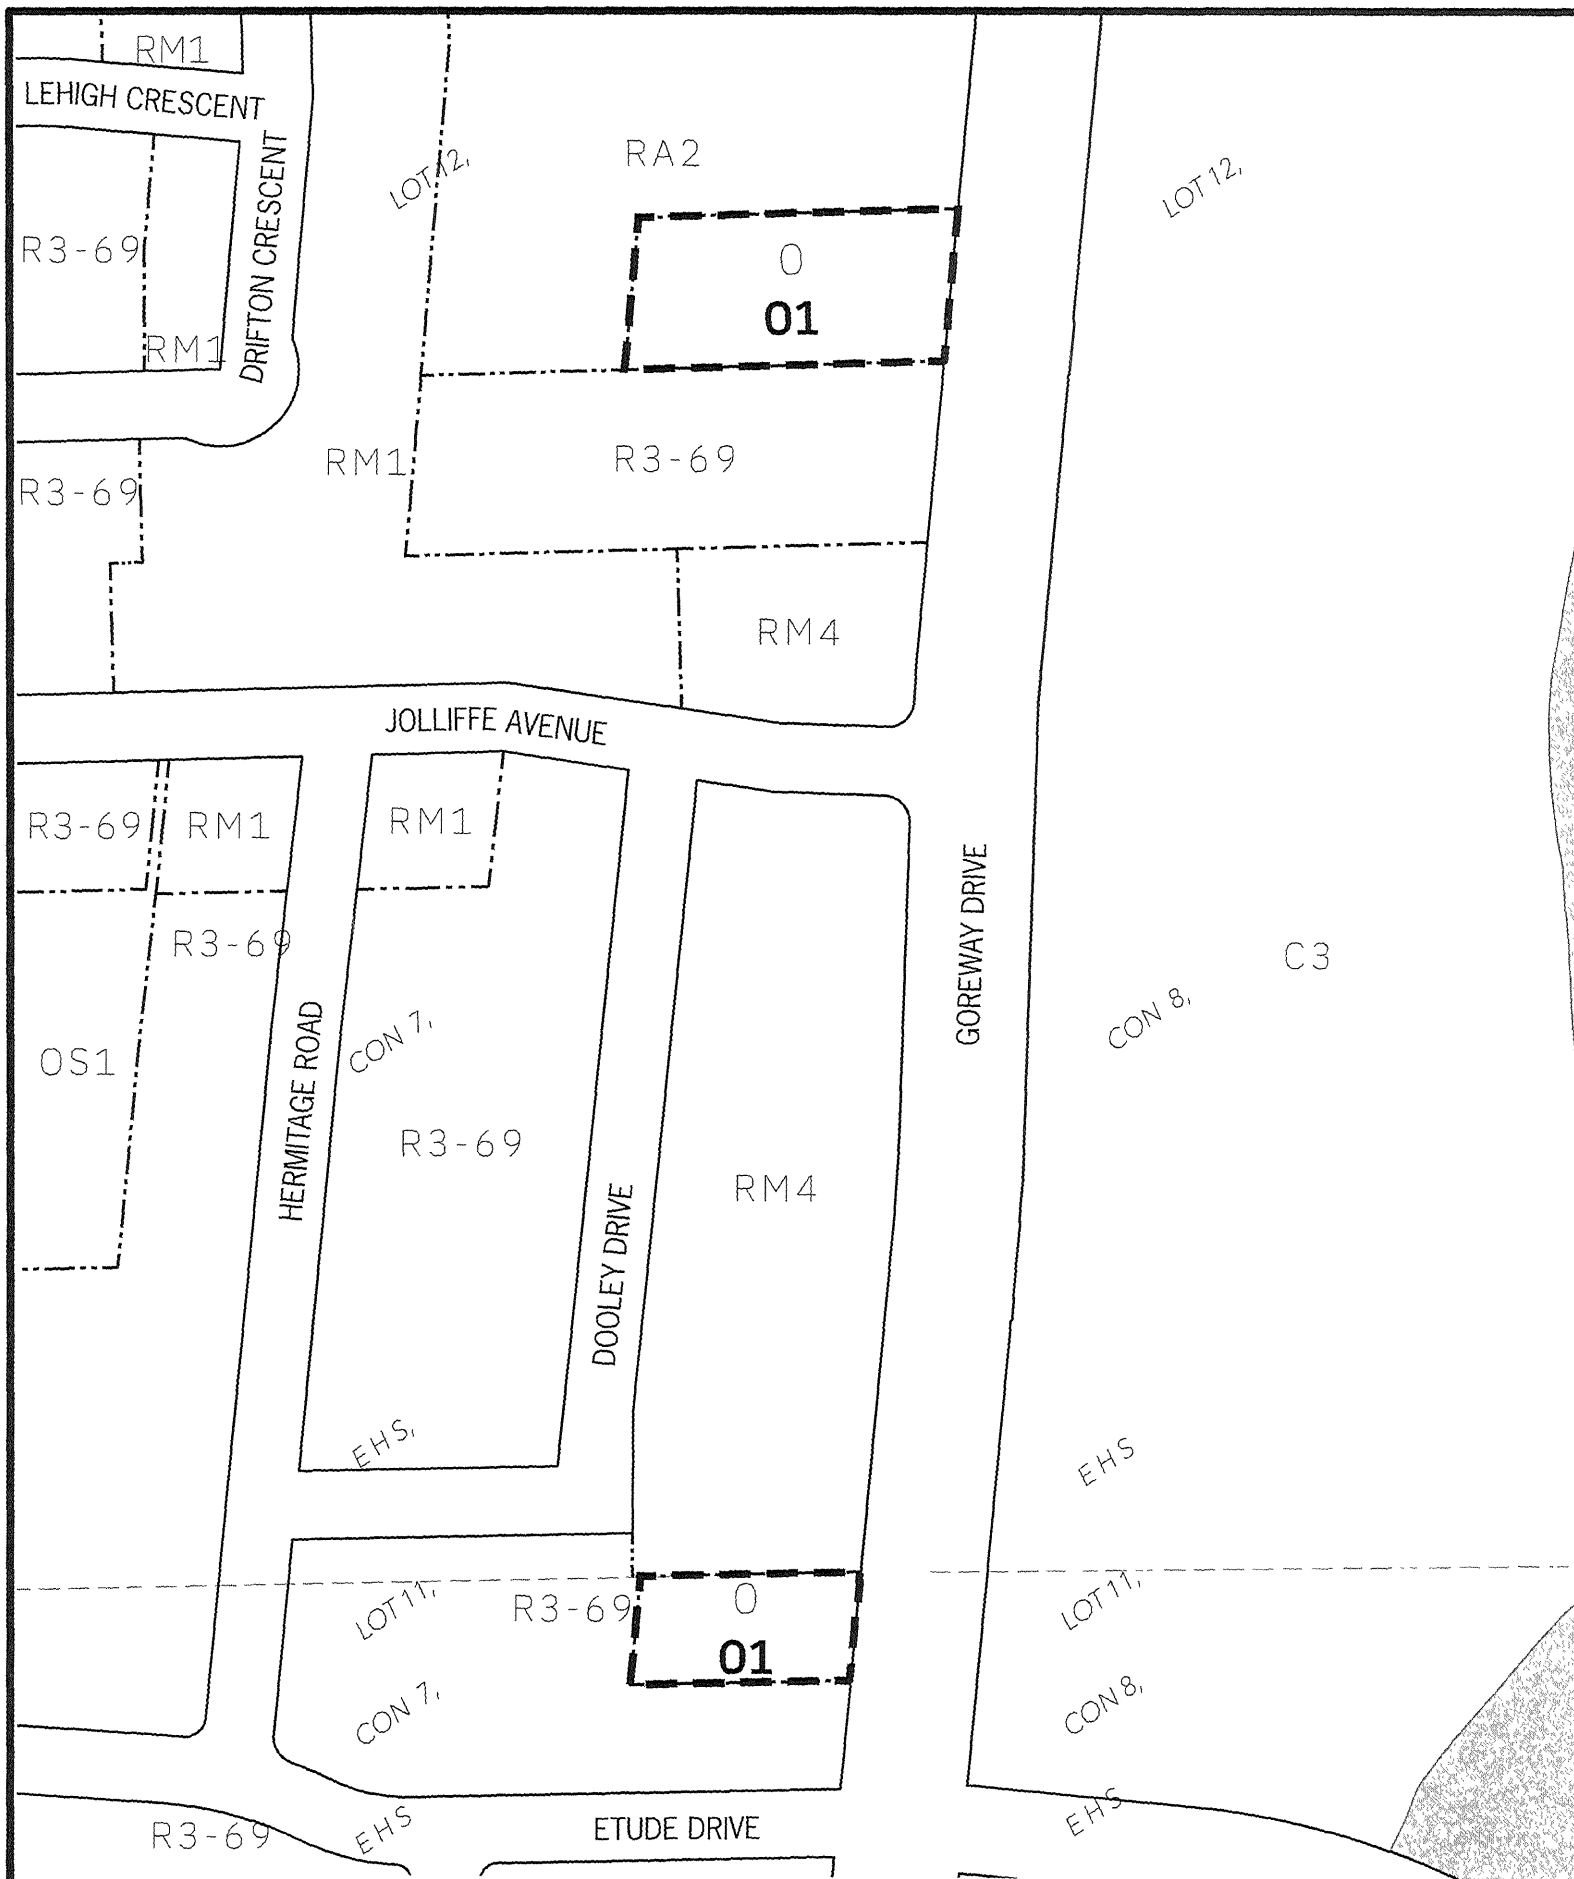 RM1
LEHIGH CRESCENT
DRIFTON CRESCENT
LOT 12,
RA2
LOT 12,
R3-69
O
01
RM1
RM1
R3-69
R3-69
RM4
JOLLIFFE AVENUE
R3-69
RM1
RM1
GOREWAY DRIVE
R3-69
C3
CON 7,
CON 8,
OS1
HERMITAGE ROAD
R3-69
RM4
DOOLEY DRIVE
EHS,
EHS
LOT 11,
R3-69
O
LOT 11,
01
CON 7,
CON 8,
EHS
R3-69
EHS
ETUDE DRIVE